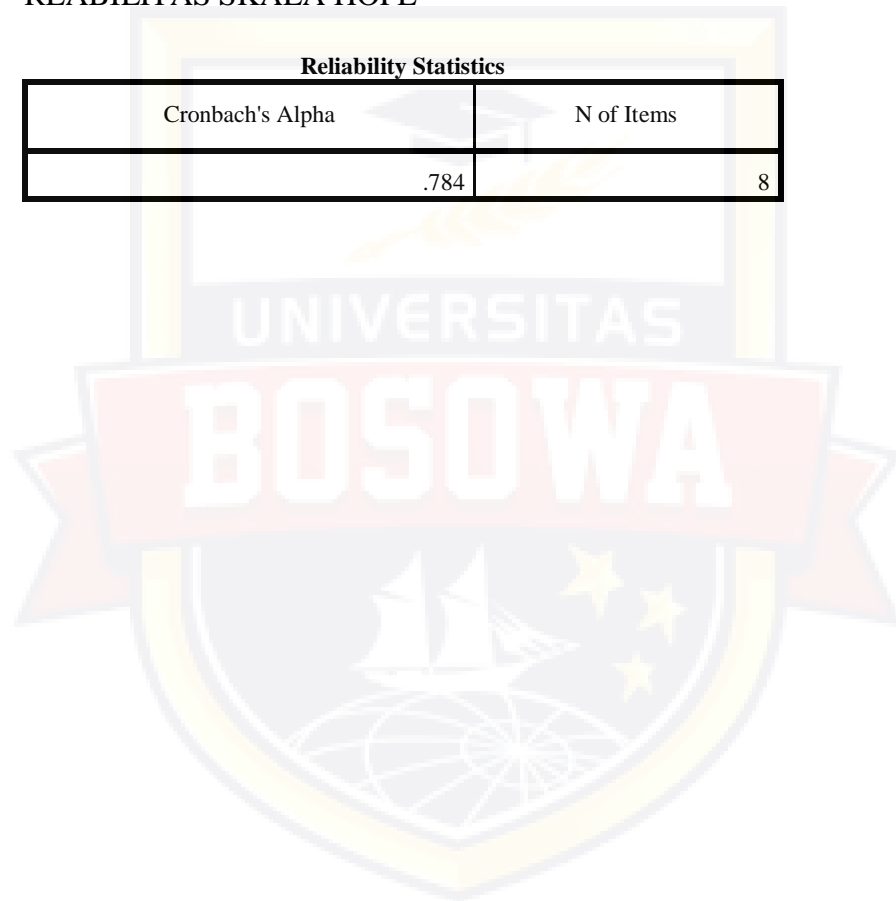 REABILITAS SKALA HOPE
Reliability Statistics
Cronbach's Alpha N of Items
.784 8
UNIVERSITAS
BOSOWA